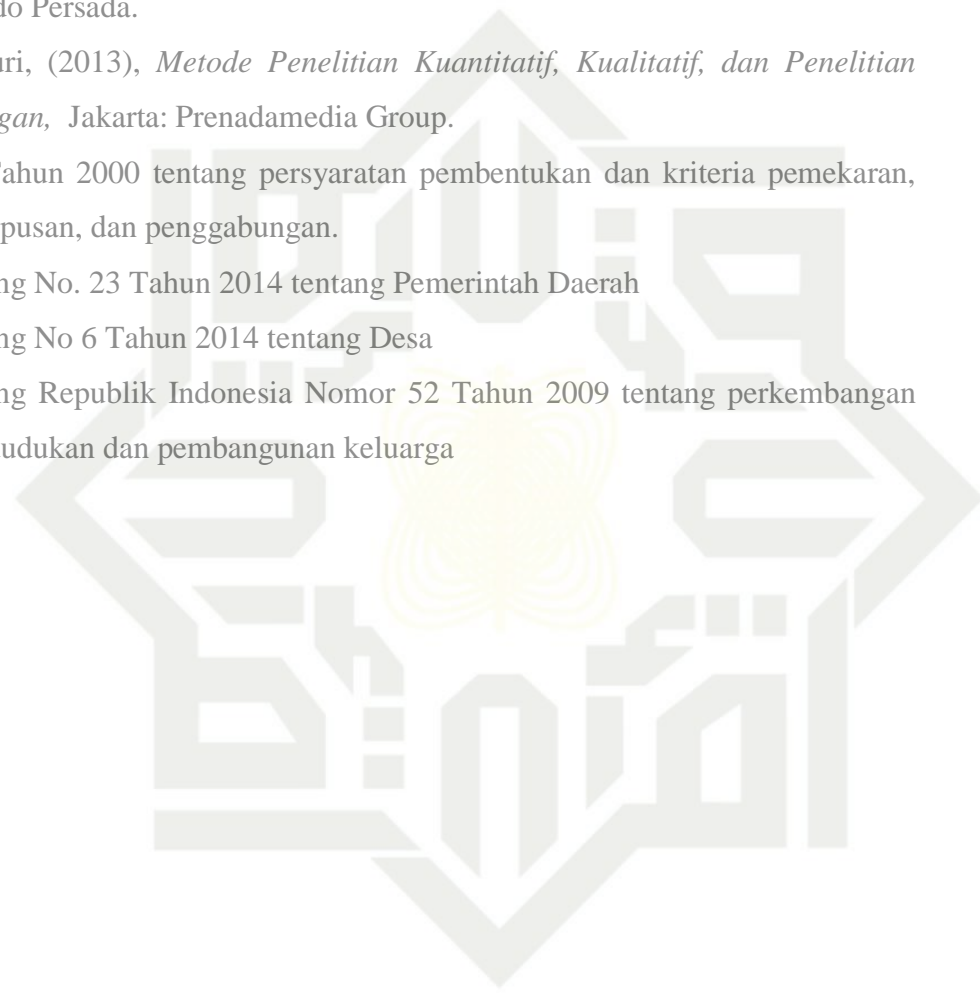 do Persada.
uri, (2013), Metode Penelitian Kuantitatif, Kualitatif, dan Penelitian
gan, Jakarta: Prenadamedia Group.
ahun 2000 tentang persyaratan pembentukan dan kriteria pemekaran,
pusan, dan penggabungan.
ng No. 23 Tahun 2014 tentang Pemerintah Daerah
ng No 6 Tahun 2014 tentang Desa
ng Republik Indonesia Nomor 52 Tahun 2009 tentang perkembangan
udukan dan pembangunan keluarga